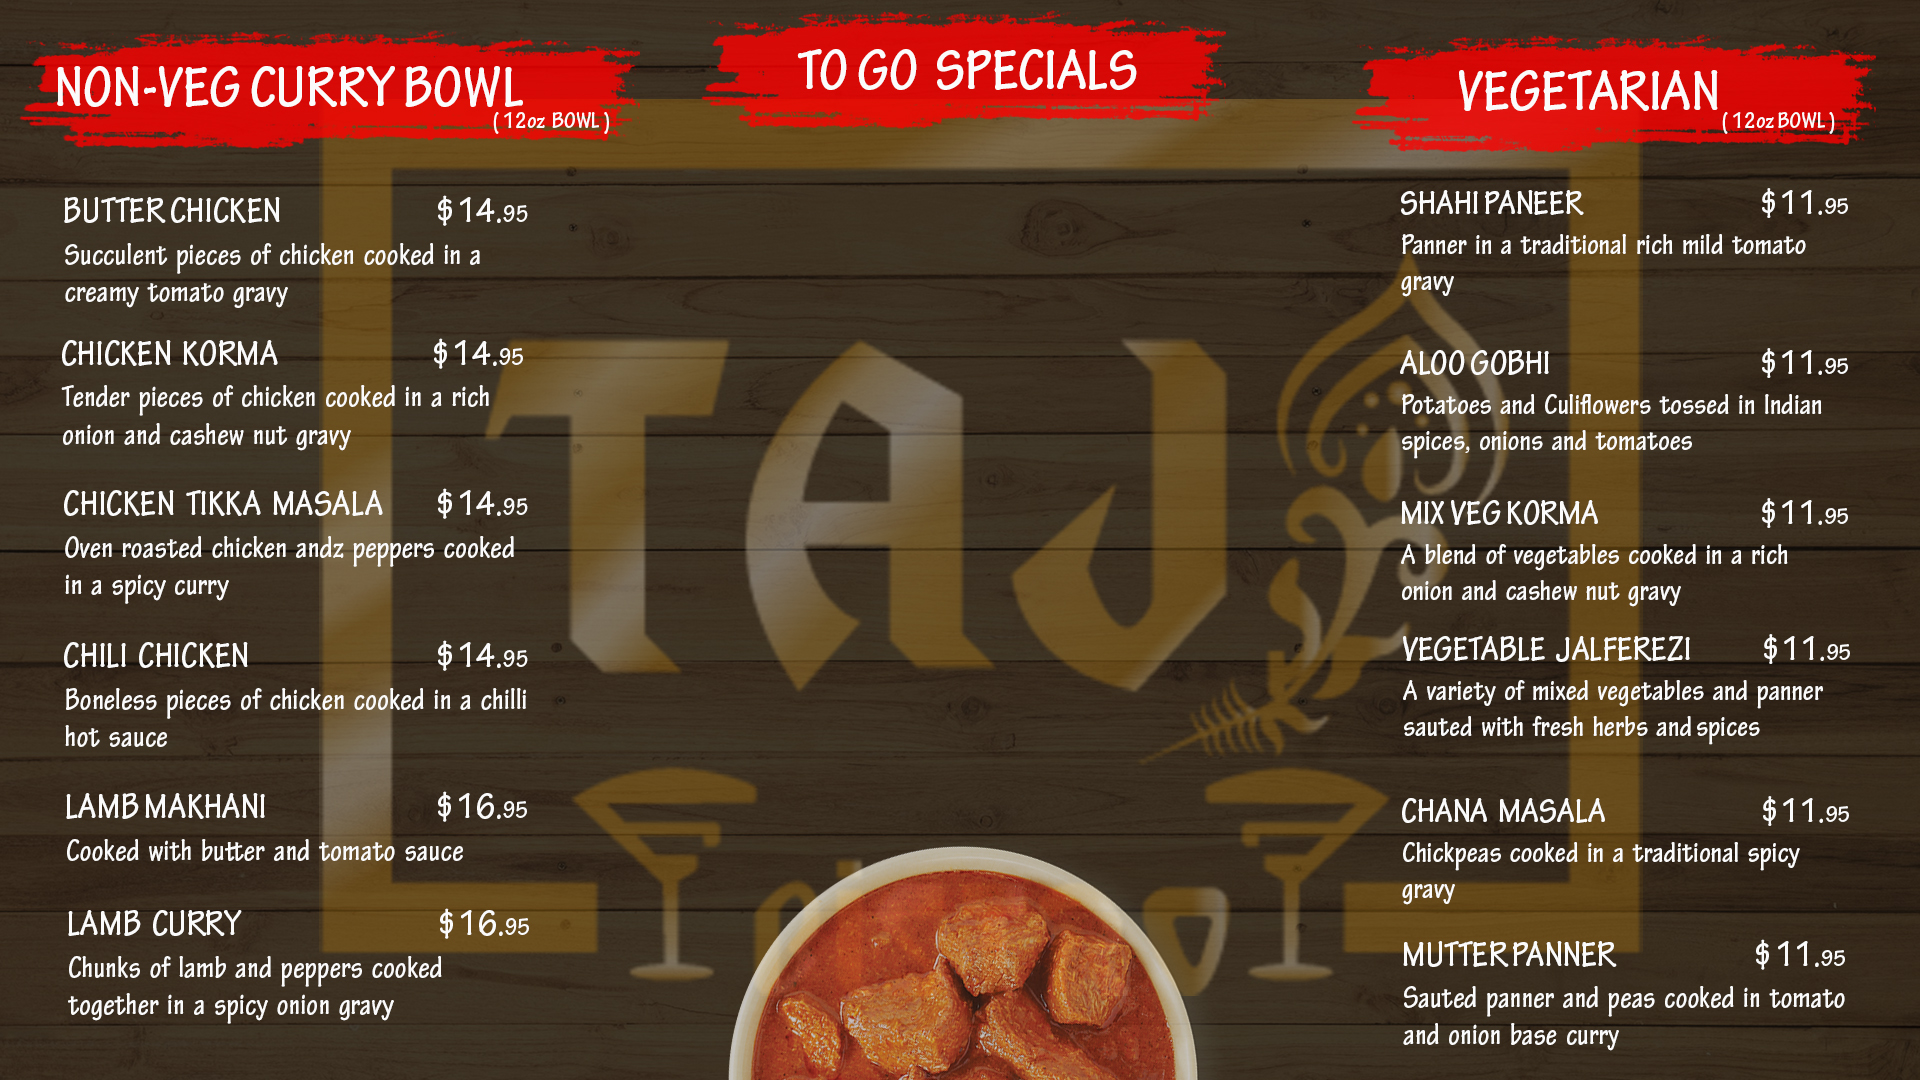 TO GO SPECIALS
NON-VEG CURRY BOWL
( 12oz BOWL )
BUTTER CHICKEN $14.95
Succulent pieces of chicken cooked in a
creamy tomato gravy
CHICKEN KORMA $14.95
Tender pieces of chicken cooked in a rich
onion and cashew nut gravy
CHICKEN TIKKA MASALA $14.95
Oven roasted chicken andz peppers cooked
in a spicy curry
CHILI CHICKEN $14.95
Boneless pieces of chicken cooked in a chilli
hot sauce
LAMB MAKHANI $16.95
Cooked with butter and tomato sauce
LAMB CURRY $16.95
Chunks of lamb and peppers cooked
together in a spicy onion gravy
TAJ
VEGETARIAN
( 12oz BOWL )
SHAHI PANEER $11.95
Panner in a traditional rich mild tomato
gravy
ALOO GOBHI $11.95
Potatoes and Culiflowers tossed in Indian
spices, onions and tomatoes
MIX VEG KORMA $11.95
A blend of vegetables cooked in a rich
onion and cashew nut gravy
VEGETABLE JALFEREZI $11.95
A variety of mixed vegetables and panner
sauted with fresh herbs and spices
CHANA MASALA $11.95
Chickpeas cooked in a traditional spicy
gravy
MUTTER PANNER $11.95
Sauted panner and peas cooked in tomato
and onion base curry